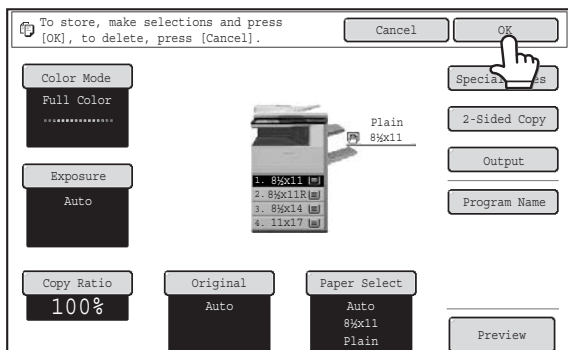 To store, make selections and press
[OK], to delete, press [Cancel].
Cancel
OK
Color Mode
Full Color
Special
2-Sided Copy
Output
Program Name
Plain
8½x11
Exposure
Auto
1. 8½x11
2. 8½x11R
3. 8½x14
4. 11x17
Copy Ratio
100%
Original
Auto
Paper Select
Auto
8½x11
Plain
Preview